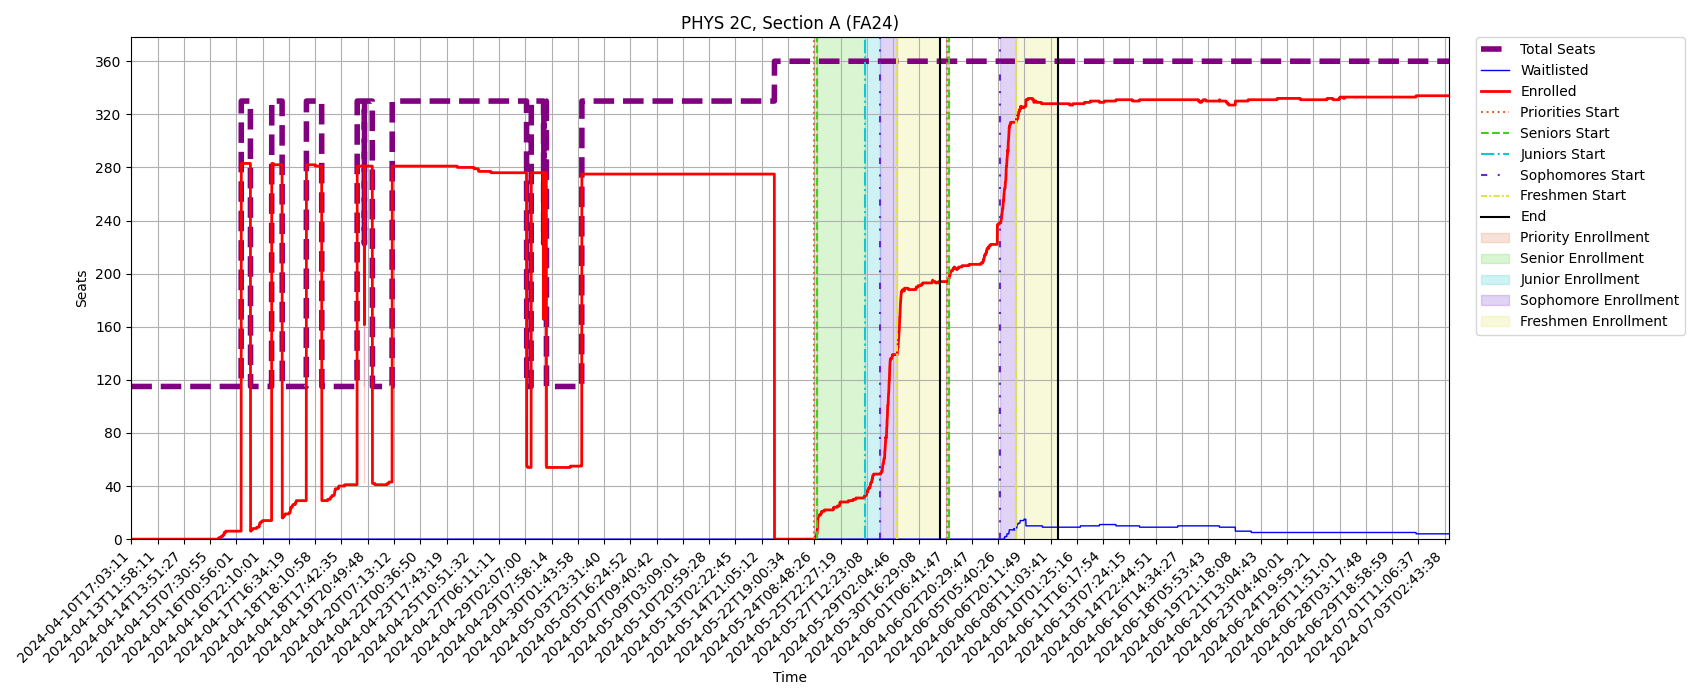 PHYS 2C, Section A (FA24)
Seats
360
320
280
240
200
160
120
80
40
0
2024-04-10T17:03:11
2024-04-13T11:58:11
2024-04-14T13:51:27
2024-04-15T07:30:55
2024-04-16T00:56:01
2024-04-16T22:10:01
2024-04-17T16:34:19
2024-04-18T18:10:58
2024-04-18T17:42:35
2024-04-19T20:49:48
2024-04-20T07:13:12
2024-04-22T00:36:50
2024-04-23T17:43:19
2024-04-25T10:51:32
2024-04-27T06:11:11
2024-04-29T02:07:00
2024-04-29T07:58:14
2024-04-30T01:43:58
2024-05-03T23:31:40
2024-05-05T16:24:52
2024-05-07T09:40:42
2024-05-09T03:09:01
2024-05-10T20:59:28
2024-05-13T02:22:45
2024-05-14T21:05:12
2024-05-22T19:00:34
2024-05-24T08:48:26
2024-05-25T22:27:19
2024-05-27T12:23:08
2024-05-29T02:04:46
2024-05-30T16:29:08
2024-06-01T06:41:47
2024-06-02T20:29:47
2024-06-05T05:40:26
2024-06-06T20:11:49
2024-06-08T11:03:41
2024-06-10T01:25:16
2024-06-11T16:17:54
2024-06-13T07:24:15
2024-06-14T22:44:51
2024-06-16T14:34:27
2024-06-18T05:53:43
2024-06-19T21:18:08
2024-06-21T13:04:43
2024-06-23T04:40:01
2024-06-24T19:59:21
2024-06-26T11:51:01
2024-06-28T03:17:48
2024-06-29T18:58:59
2024-07-01T11:06:37
2024-07-03T02:43:38
Time
Total Seats
Waitlisted
Enrolled
Priorities Start
Seniors Start
Juniors Start
Sophomores Start
Freshmen Start
End
Priority Enrollment
Senior Enrollment
Junior Enrollment
Sophomore Enrollment
Freshmen Enrollment